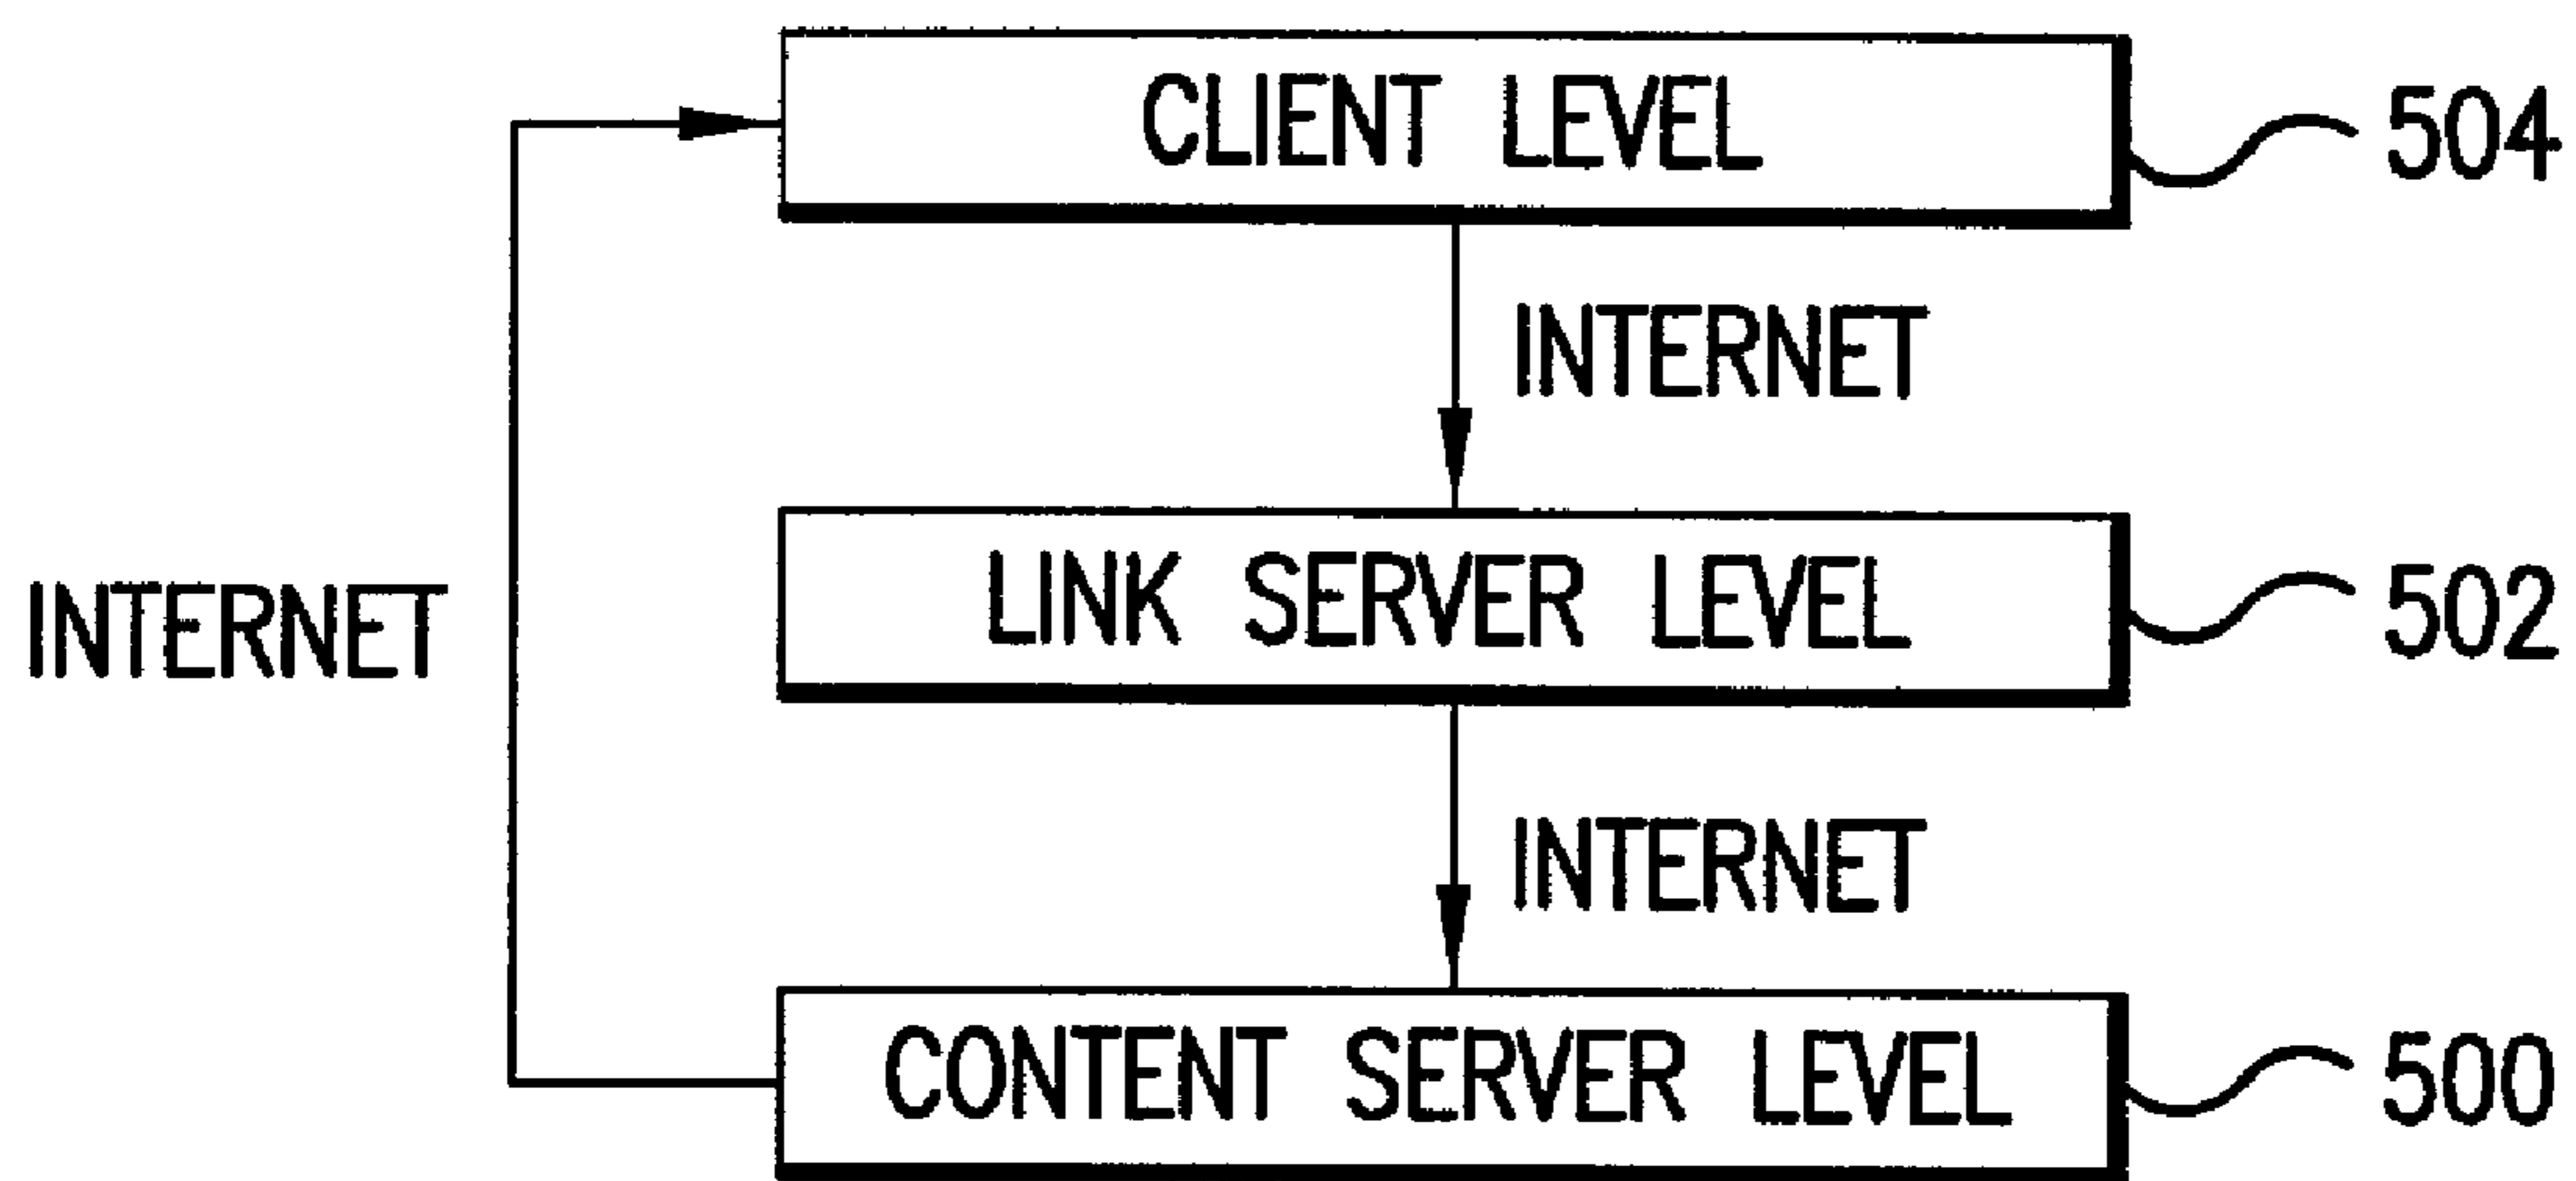 CLIENT LEVEL
504
INTERNET
LINK SERVER LEVEL
502
INTERNET
INTERNET
CONTENT SERVER LEVEL
500